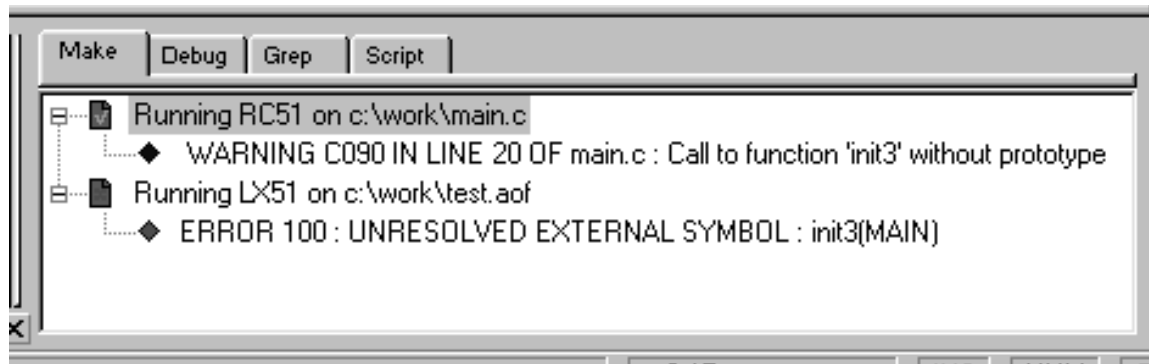 Make Debug Grep Script
Running RC51 on c:\work\main.c
WARNING C090 IN LINE 20 OF main.c : Call to function 'init3' without prototype
Running LX51 on c:\work\test.aof
ERROR 100 : UNRESOLVED EXTERNAL SYMBOL : init3(MAIN)